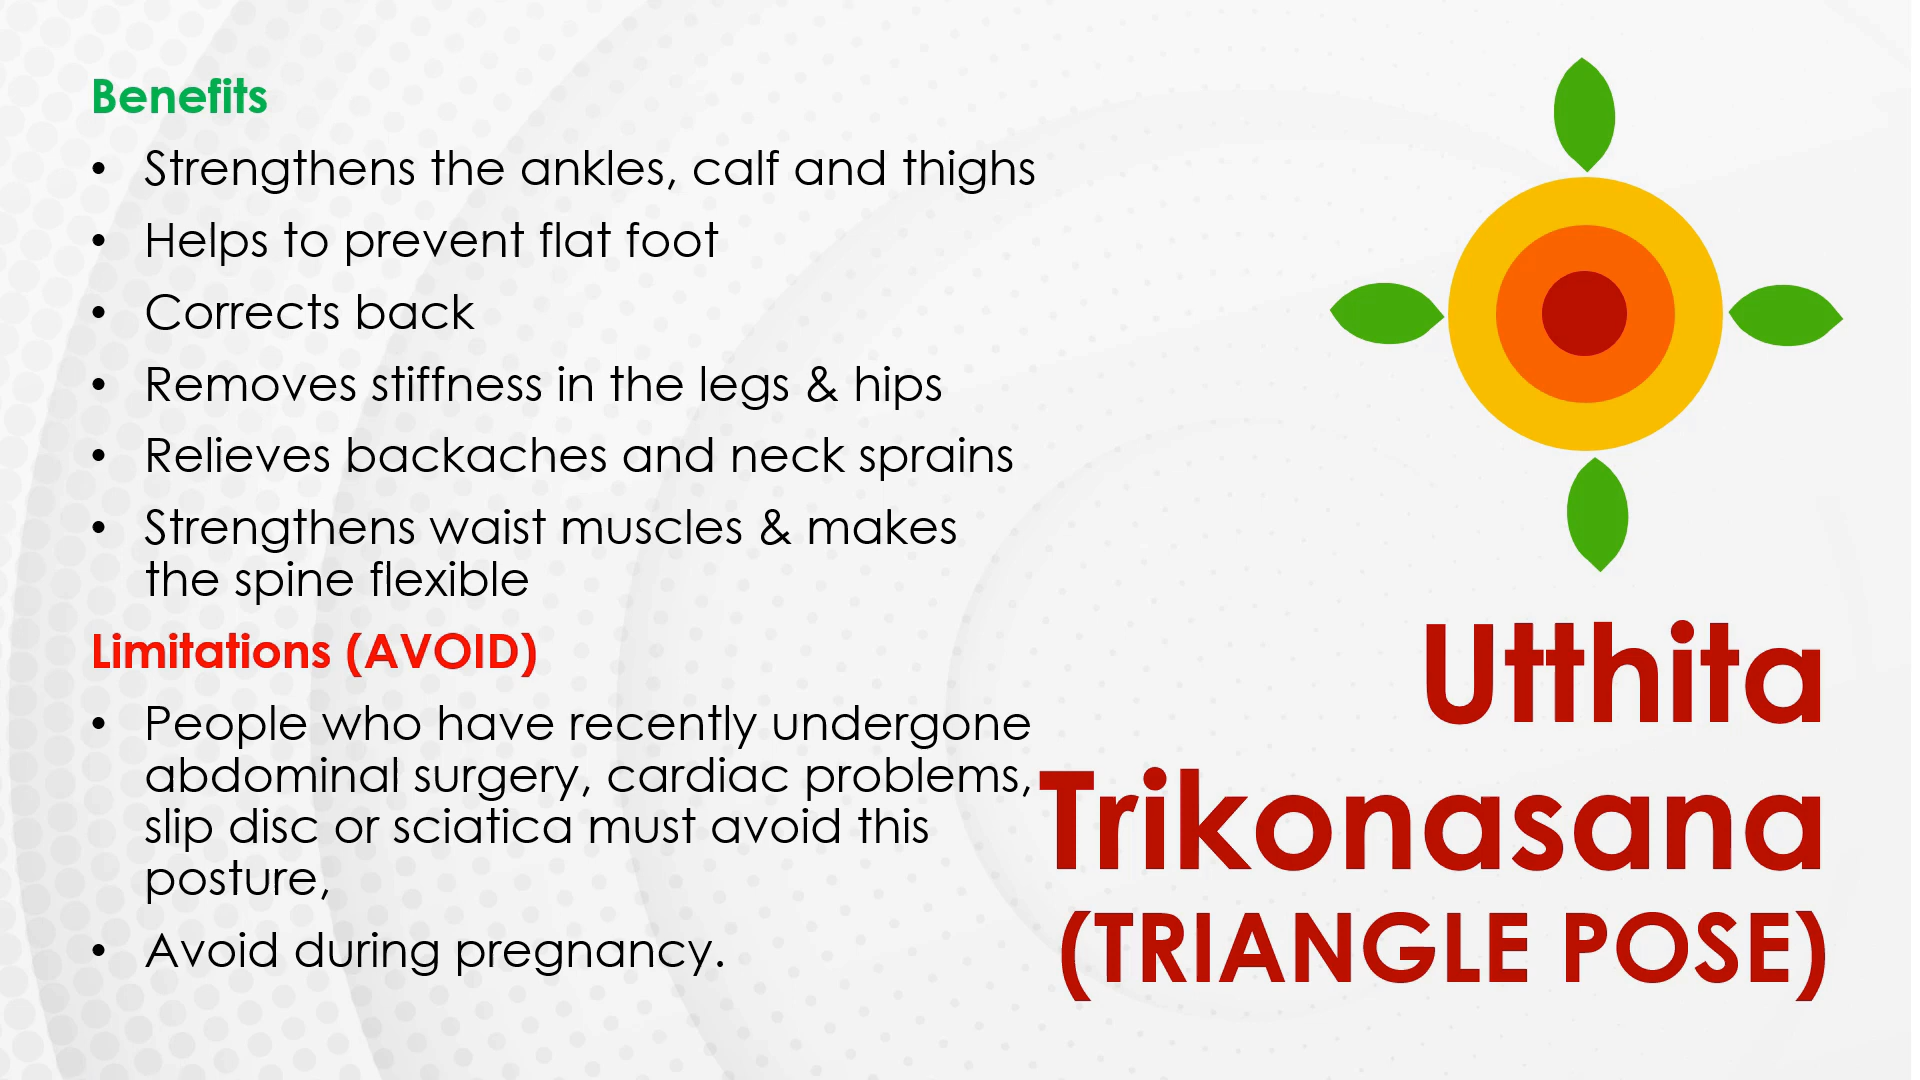 Benefits
• Strengthens the ankles, calf and thighs
• Helps to prevent flat foot
• Corrects back
• Removes stiffness in the legs & hips
• Relieves backaches and neck sprains
• Strengthens waist muscles & makes
the spine flexible
Limitations (AVOID)
• People who have recently undergone
abdominal surgery, cardiac problems,
slip disc or sciatica must avoid this
posture,
• Avoid during pregnancy.
Utthita
Trikonasana
(TRIANGLE POSE)